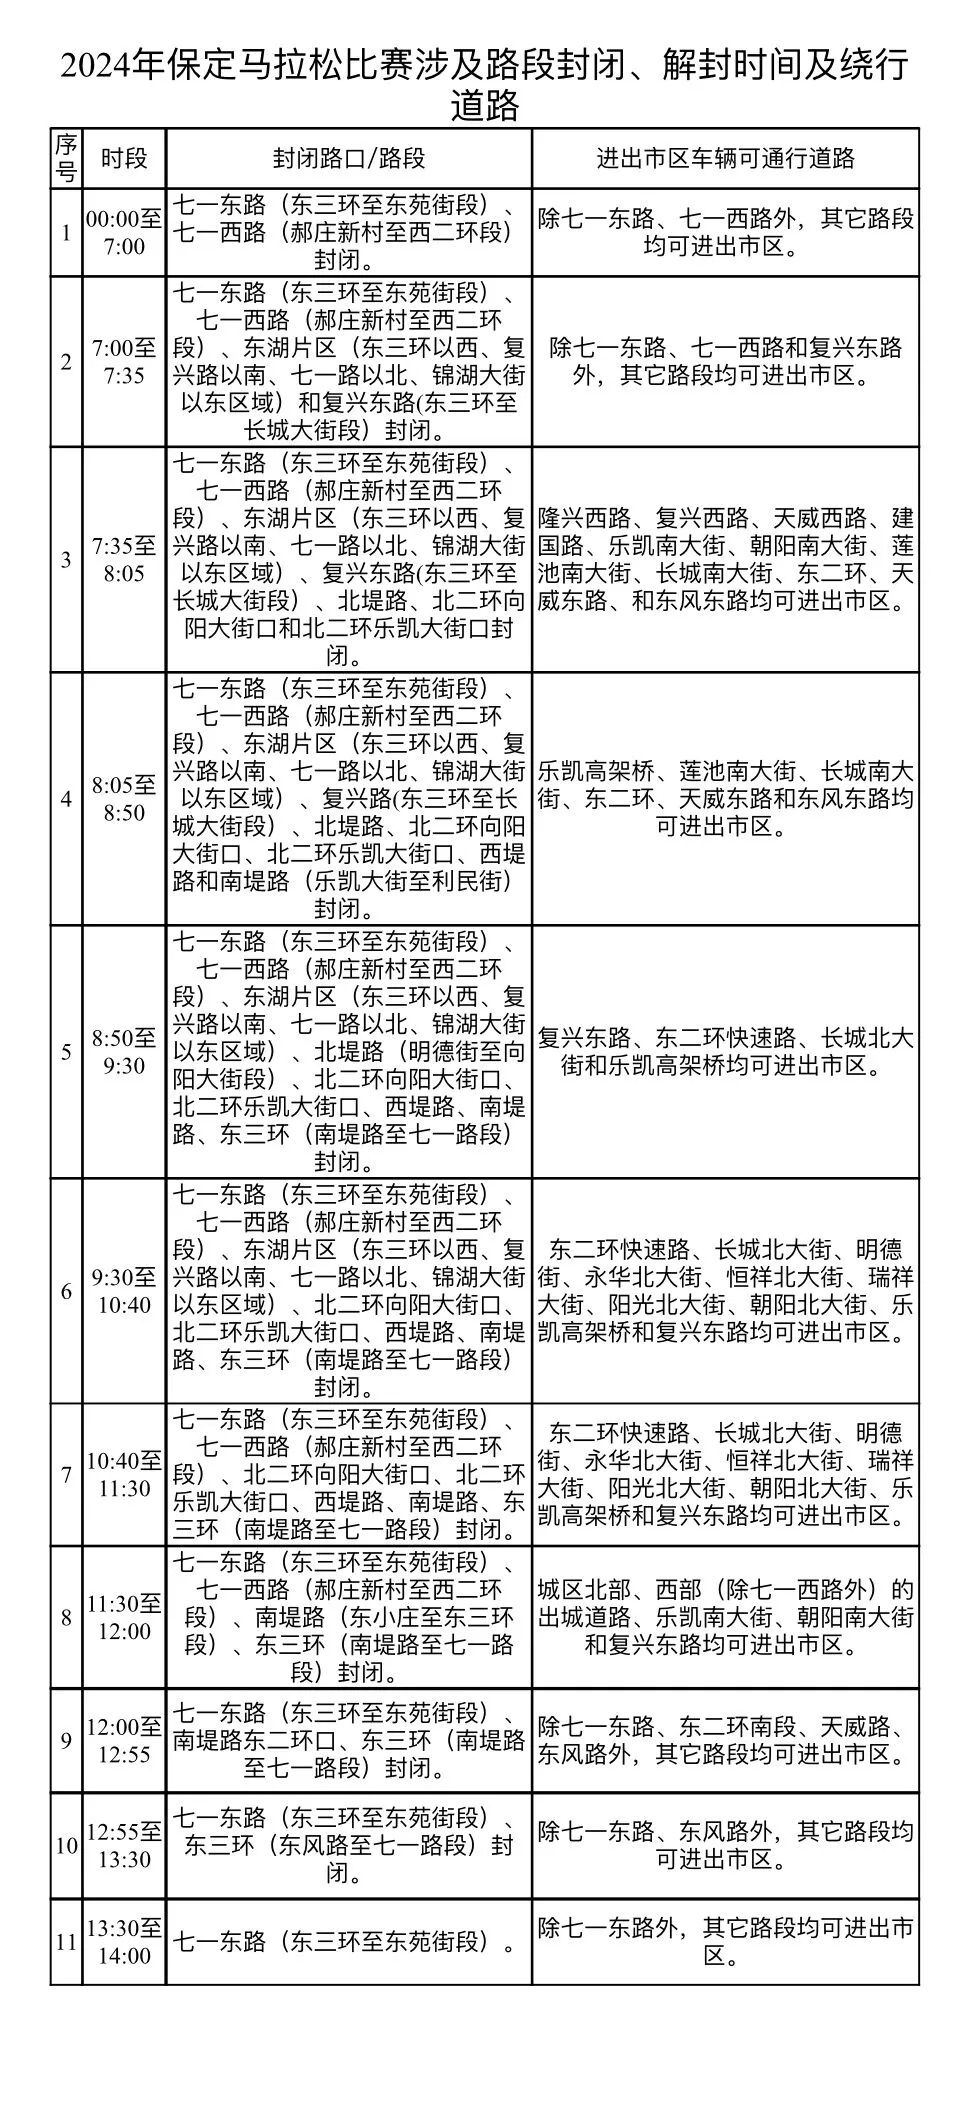 2024年保定马拉松比赛涉及路段封闭、解封时间及绕行
道路
序
号
时段
封闭路口/路段
进出市区车辆可通行道路
1
00:00至
7:00
七一东路（东三环至东苑街段）、
七一西路（郝庄新村至西二环段）
封闭。
除七一东路、七一西路外，其它路段
均可进出市区。
2
7:00至
7:35
七一东路（东三环至东苑街段）、
七一西路（郝庄新村至西二环
段）、东湖片区（东三环以西、复
兴路以南、七一路以北、锦湖大街
以东区域）和复兴东路(东三环至
长城大街段）封闭。
除七一东路、七一西路和复兴东路
外，其它路段均可进出市区。
3
7:35至
8:05
七一东路（东三环至东苑街段）、
七一西路（郝庄新村至西二环
段）、东湖片区（东三环以西、复
兴路以南、七一路以北、锦湖大街
以东区域）、复兴东路(东三环至
长城大街段）、北堤路、北二环向
阳大街口和北二环乐凯大街口封
闭。
隆兴西路、复兴西路、天威西路、建
国路、乐凯南大街、朝阳南大街、莲
池南大街、长城南大街、东二环、天
威东路、和东风东路均可进出市区。
4
8:05至
8:50
七一东路（东三环至东苑街段）、
七一西路（郝庄新村至西二环
段）、东湖片区（东三环以西、复
兴路以南、七一路以北、锦湖大街
以东区域）、复兴路(东三环至长
城大街段）、北堤路、北二环向阳
大街口、北二环乐凯大街口、西堤
路和南堤路（乐凯大街至利民街）
封闭。
乐凯高架桥、莲池南大街、长城南大
街、东二环、天威东路和东风东路均
可进出市区。
5
8:50至
9:30
七一东路（东三环至东苑街段）、
七一西路（郝庄新村至西二环
段）、东湖片区（东三环以西、复
兴路以南、七一路以北、锦湖大街
以东区域）、北堤路（明德街至向
阳大街段）、北二环向阳大街口、
北二环乐凯大街口、西堤路、南堤
路、东三环（南堤路至七一路段）
封闭。
复兴东路、东二环快速路、长城北大
街和乐凯高架桥均可进出市区。
6
9:30至
10:40
七一东路（东三环至东苑街段）、
七一西路（郝庄新村至西二环
段）、东湖片区（东三环以西、复
兴路以南、七一路以北、锦湖大街
以东区域）、北二环向阳大街口、
北二环乐凯大街口、西堤路、南堤
路、东三环（南堤路至七一路段）
封闭。
东二环快速路、长城北大街、明德
街、永华北大街、恒祥北大街、瑞祥
大街、阳光北大街、朝阳北大街、乐
凯高架桥和复兴东路均可进出市区。
7
10:40至
11:30
七一东路（东三环至东苑街段）、
七一西路（郝庄新村至西二环
段）、北二环向阳大街口、北二环
乐凯大街口、西堤路、南堤路、东
三环（南堤路至七一路段）封闭。
东二环快速路、长城北大街、明德
街、永华北大街、恒祥北大街、瑞祥
大街、阳光北大街、朝阳北大街、乐
凯高架桥和复兴东路均可进出市区。
8
11:30至
12:00
七一东路（东三环至东苑街段）、
七一西路（郝庄新村至西二环
段）、南堤路（东小庄至东三环
段）、东三环（南堤路至七一路
段）封闭。
城区北部、西部（除七一西路外）的
出城道路、乐凯南大街、朝阳南大街
和复兴东路均可进出市区。
9
12:00至
12:55
七一东路（东三环至东苑街段）、
南堤路东二环口、东三环（南堤路
至七一路段）封闭。
除七一东路、东二环南段、天威路、
东风路外，其它路段均可进出市区。
10
12:55至
13:30
七一东路（东三环至东苑街段）、
东三环（东风路至七一路段）封
闭。
除七一东路、东风路外，其它路段均
可进出市区。
11
13:30至
14:00
七一东路（东三环至东苑街段）。
除七一东路外，其它路段均可进出市
区。